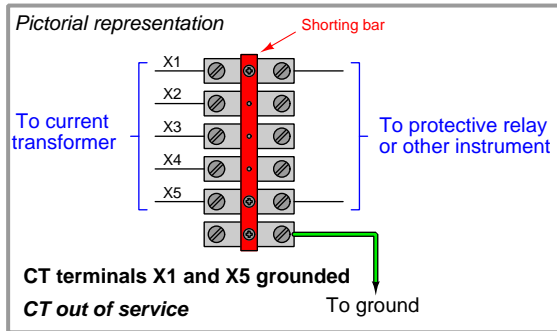 Pictorial representation
Shorting bar
X1
X2
X3
X4
X5
To current
transformer
To protective relay
or other instrument
CT terminals X1 and X5 grounded
CT out of service
To ground